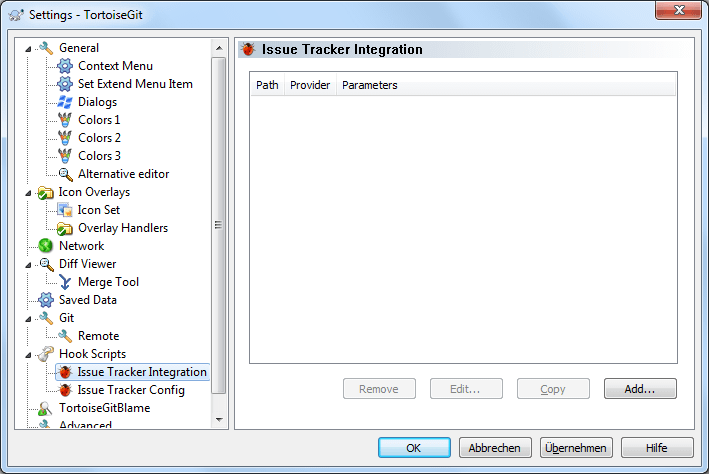 Settings - TortoiseGit
General
Context Menu
Set Extend Menu Item
Dialogs
Colors 1
Colors 2
Colors 3
Alternative editor
Icon Overlays
Icon Set
Overlay Handlers
Network
Diff Viewer
Merge Tool
Saved Data
Git
Remote
Hook Scripts
Issue Tracker Integration
Issue Tracker Config
TortoiseGitBlame
Advanced
Issue Tracker Integration
Path Provider Parameters
Remove Edit... Copy Add...
OK Abbrechen Übernehmen Hilfe